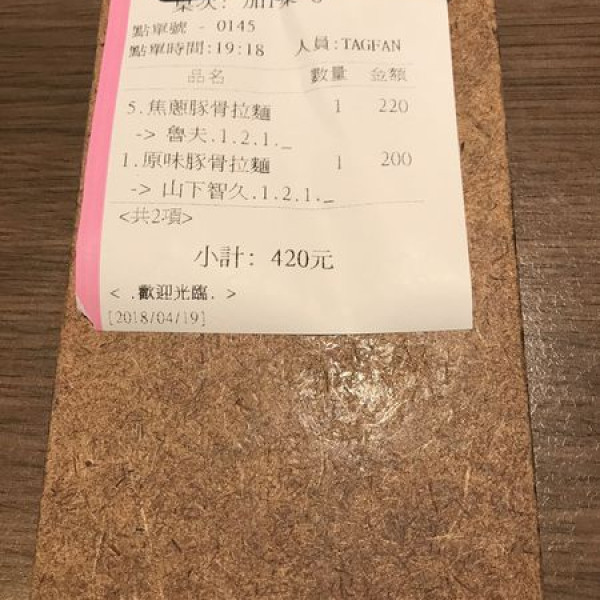 桌次:
點單號 - 0145
點單時間:19:18 人員:TAGFAN
品名 數量 金額
5.焦蔥豚骨拉麵 1 220
-> 魯夫.1.2.1._
1.原味豚骨拉麵 1 200
-> 山下智久.1.2.1._
<共2項>
小計: 420元
< .歡迎光臨. >
[2018/04/19]